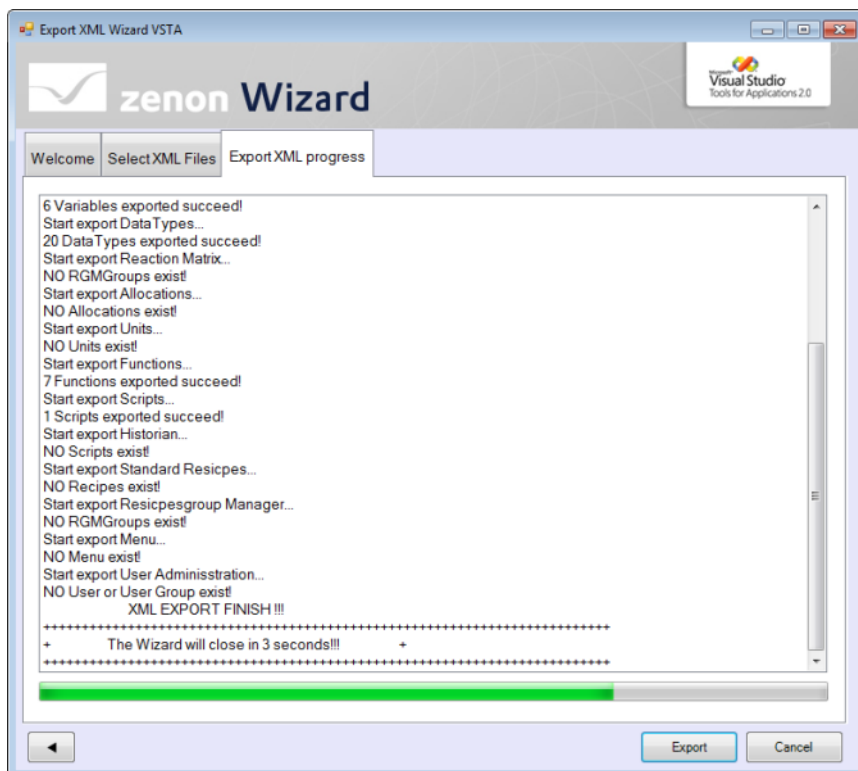 Export XML Wizard VSTA
zenon Wizard
Microsoft
Visual Studio
Tools for Applications 2.0
Welcome
Select XML Files
Export XML progress
6 Variables exported succeed!
Start export DataTypes...
20 DataTypes exported succeed!
Start export Reaction Matrix...
NO RGMGroups exist!
Start export Allocations...
NO Allocations exist!
Start export Units...
NO Units exist!
Start export Functions...
7 Functions exported succeed!
Start export Scripts...
1 Scripts exported succeed!
Start export Historian...
NO Scripts exist!
Start export Standard Resicpes...
NO Recipes exist!
Start export Resicpesgroup Manager...
NO RGMGroups exist!
Start export Menu...
NO Menu exist!
Start export User Adminisstration...
NO User or User Group exist!
XML EXPORT FINISH !!!
+++++++++++++++++++++++++++++++++++++++++++++++++++++++++++++++++++++++++
+ The Wizard will close in 3 seconds!!! +
+++++++++++++++++++++++++++++++++++++++++++++++++++++++++++++++++++++++++
Export
Cancel